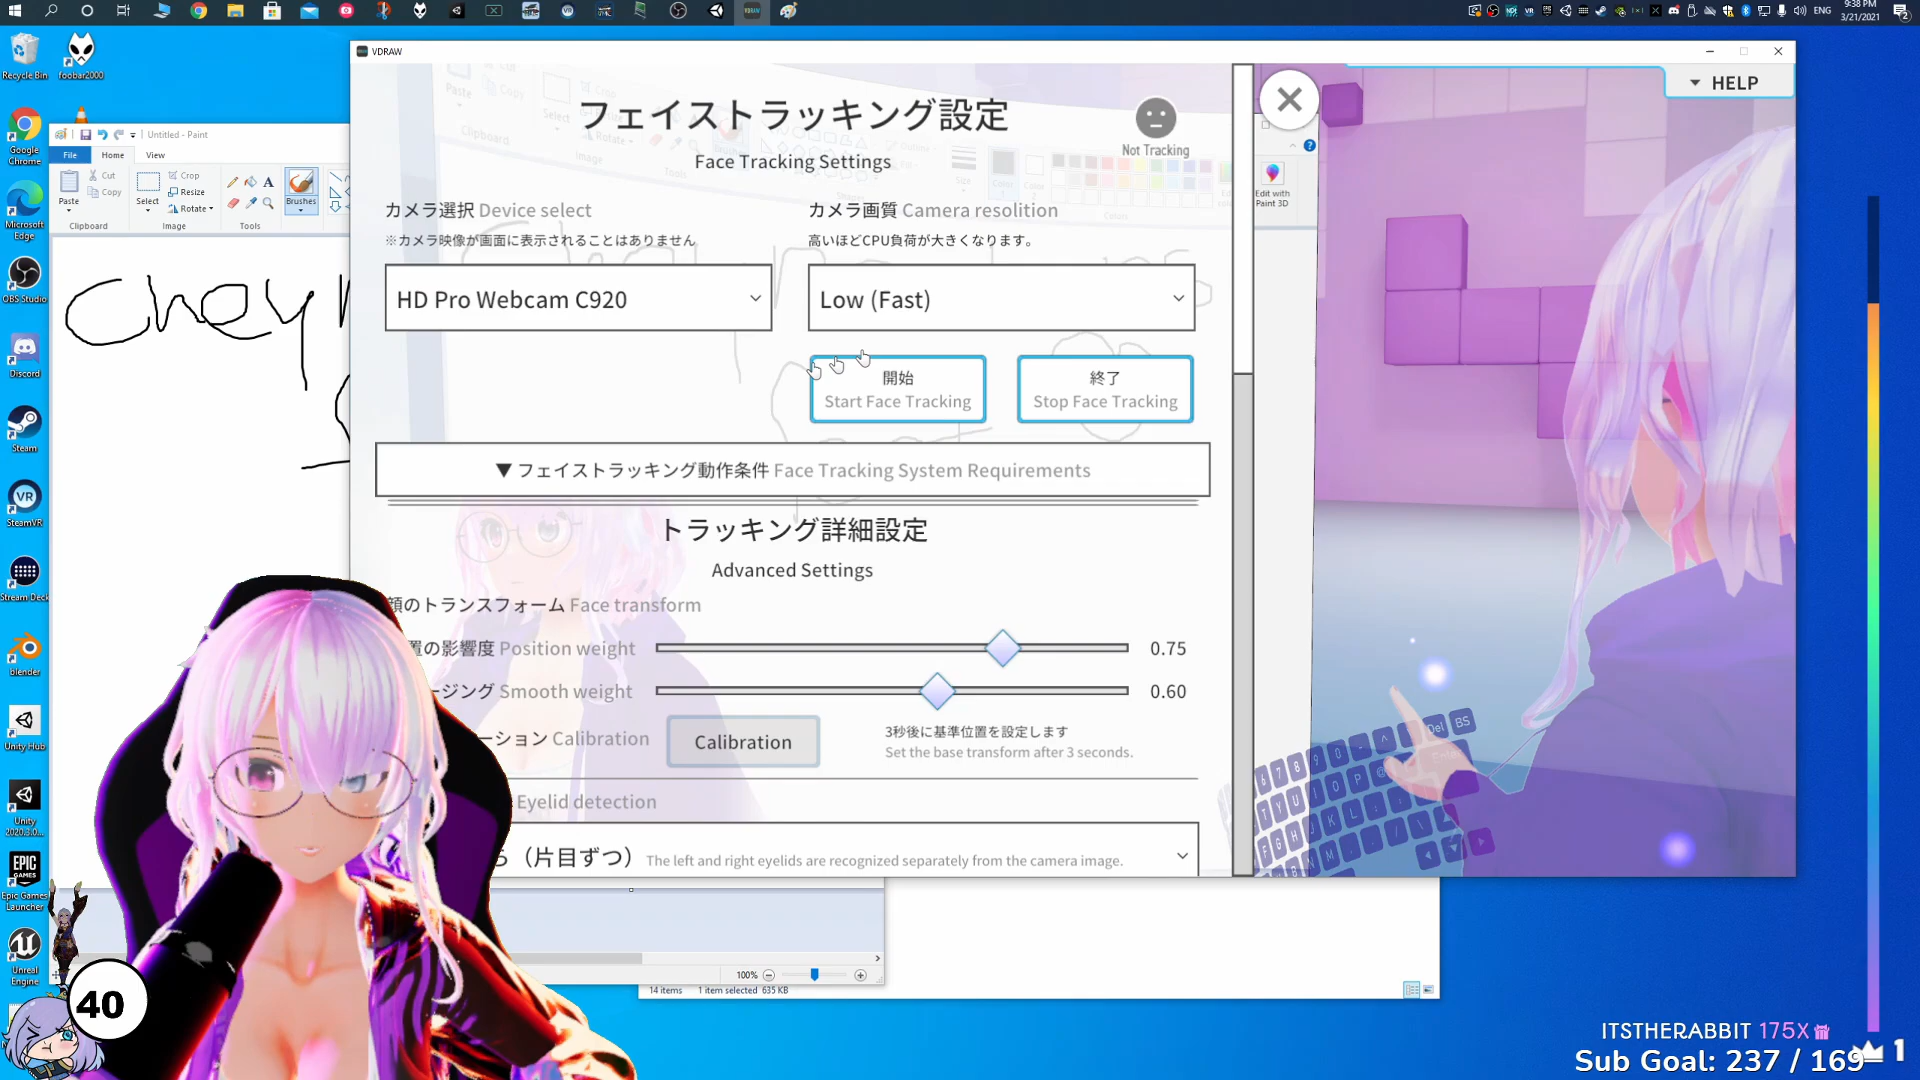 ENG
9:38 PM
3/21/2021
Recycle Bin
foobar2000
Google Chrome
Microsoft Edge
OBS Studio
Discord
Steam
SteamVR
Stream Deck
blender
Unity Hub
Unity 2020.3.0...
Epic Games Launcher
Unreal Engine
Untitled - Paint
File
Home
View
Paste
Cut
Copy
Clipboard
Select
Crop
Resize
Rotate
Image
Tools
Brushes
Chey
VDRAW
フェイストラッキング設定
Face Tracking Settings
Not Tracking
カメラ選択 Device select
※カメラ映像が画面に表示されることはありません
HD Pro Webcam C920
カメラ画質 Camera resolition
高いほどCPU負荷が大きくなります。
Low (Fast)
開始
Start Face Tracking
終了
Stop Face Tracking
▼フェイストラッキング動作条件 Face Tracking System Requirements
トラッキング詳細設定
Advanced Settings
顔のトランスフォーム Face transform
置の影響度 Position weight
0.75
ージング Smooth weight
0.60
ーション Calibration
Calibration
3秒後に基準位置を設定します
Set the base transform after 3 seconds.
Eyelid detection
ら（片目ずつ） The left and right eyelids are recognized separately from the camera image.
HELP
Edit with Paint 3D
Size
Colors
Del
BS
Enter
100%
14 items
1 item selected 635 KB
40
ITSTHERABBIT 175X
Sub Goal: 237 / 169
1